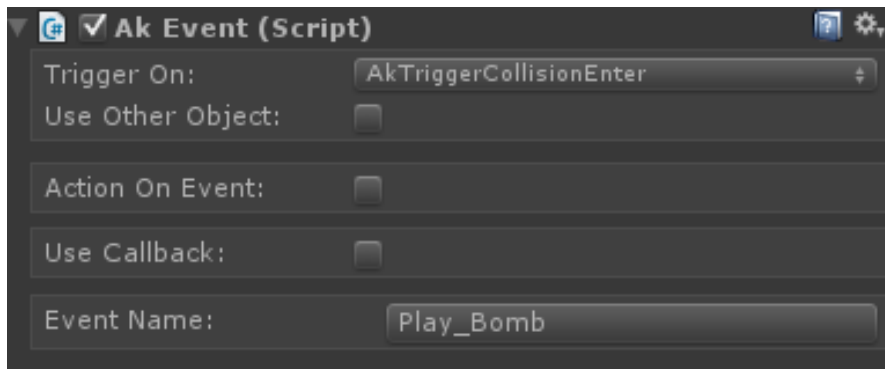 Ak Event (Script)
Trigger On: AkTriggerCollisionEnter
Use Other Object:
Action On Event:
Use Callback:
Event Name: Play_Bomb